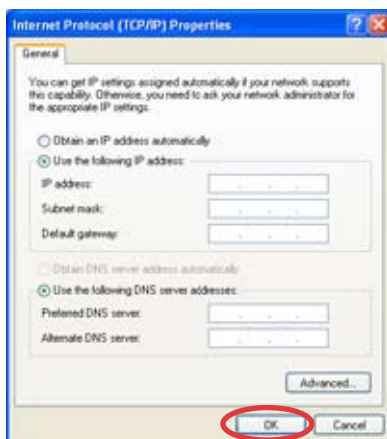 Internet Protocol (TCP/IP) Properties
General
You can get IP settings assigned automatically if your network supports
this capability. Otherwise, you need to ask your network administrator for
the appropriate IP settings.
Obtain an IP address automatically
Use the following IP address:
IP address:
Subnet mask:
Default gateway:
Obtain DNS server address automatically
Use the following DNS server addresses:
Preferred DNS server:
Alternate DNS server:
Advanced...
OK Cancel